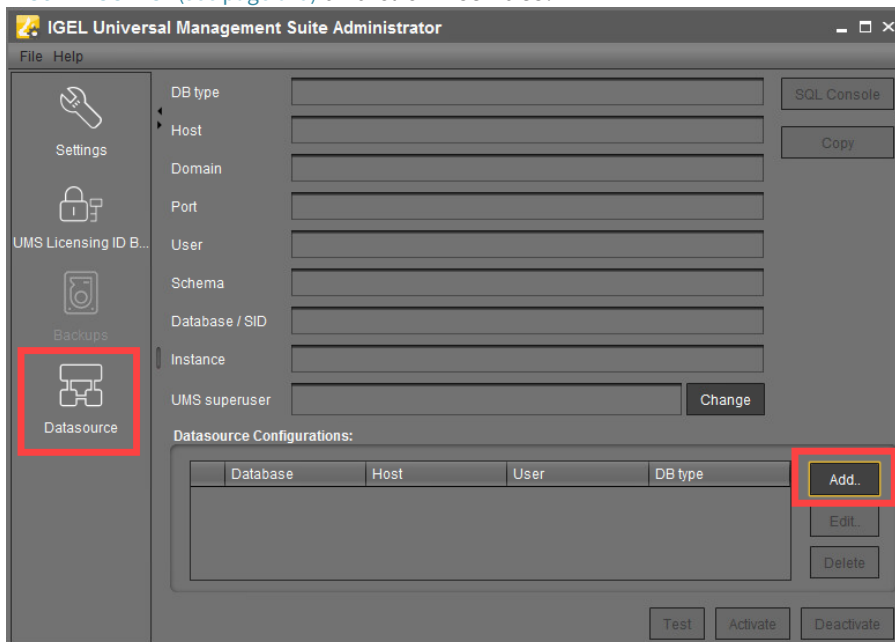 IGEL Universal Management Suite Administrator
File Help
DB type
SQL Console
Host
Copy
Settings
Domain
Port
UMS Licensing ID B...
User
Schema
Database / SID
Backups
Instance
UMS superuser
Change
Datasource
Datasource Configurations:
Database Host User DB type
Add..
Edit..
Delete
Test Activate Deactivate